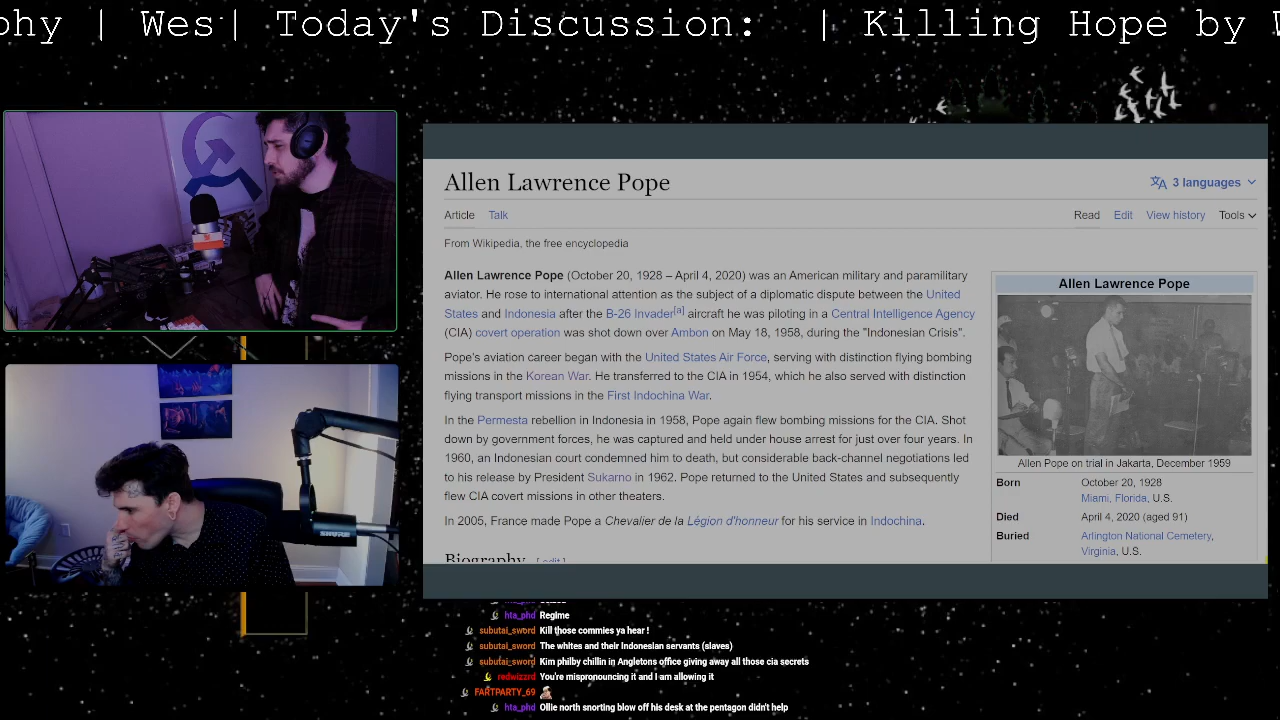 phy | Wes| Today's Discussion: | Killing Hope by W
Allen Lawrence Pope
3 languages
Article Talk
Read Edit View history Tools
From Wikipedia, the free encyclopedia
Allen Lawrence Pope (October 20, 1928 – April 4, 2020) was an American military and paramilitary
aviator. He rose to international attention as the subject of a diplomatic dispute between the United
States and Indonesia after the B-26 Invader[a] aircraft he was piloting in a Central Intelligence Agency
(CIA) covert operation was shot down over Ambon on May 18, 1958, during the "Indonesian Crisis".
Pope's aviation career began with the United States Air Force, serving with distinction flying bombing
missions in the Korean War. He transferred to the CIA in 1954, which he also served with distinction
flying transport missions in the First Indochina War.
In the Permesta rebellion in Indonesia in 1958, Pope again flew bombing missions for the CIA. Shot
down by government forces, he was captured and held under house arrest for just over four years. In
1960, an Indonesian court condemned him to death, but considerable back-channel negotiations led
to his release by President Sukarno in 1962. Pope returned to the United States and subsequently
flew CIA covert missions in other theaters.
In 2005, France made Pope a Chevalier de la Légion d'honneur for his service in Indochina.
Biography [edit]
Allen Lawrence Pope
Allen Pope on trial in Jakarta, December 1959
Born October 20, 1928
Miami, Florida, U.S.
Died April 4, 2020 (aged 91)
Buried Arlington National Cemetery,
Virginia, U.S.
SHURE
hta_phd Regime
subutai_sword Kill those commies ya hear !
subutai_sword The whites and their Indonesian servants (slaves)
subutai_sword Kim philby chillin in Angletons office giving away all those cia secrets
redwizzrd You're mispronouncing it and I am allowing it
FARTPARTY_69
hta_phd Ollie north snorting blow off his desk at the pentagon didn't help